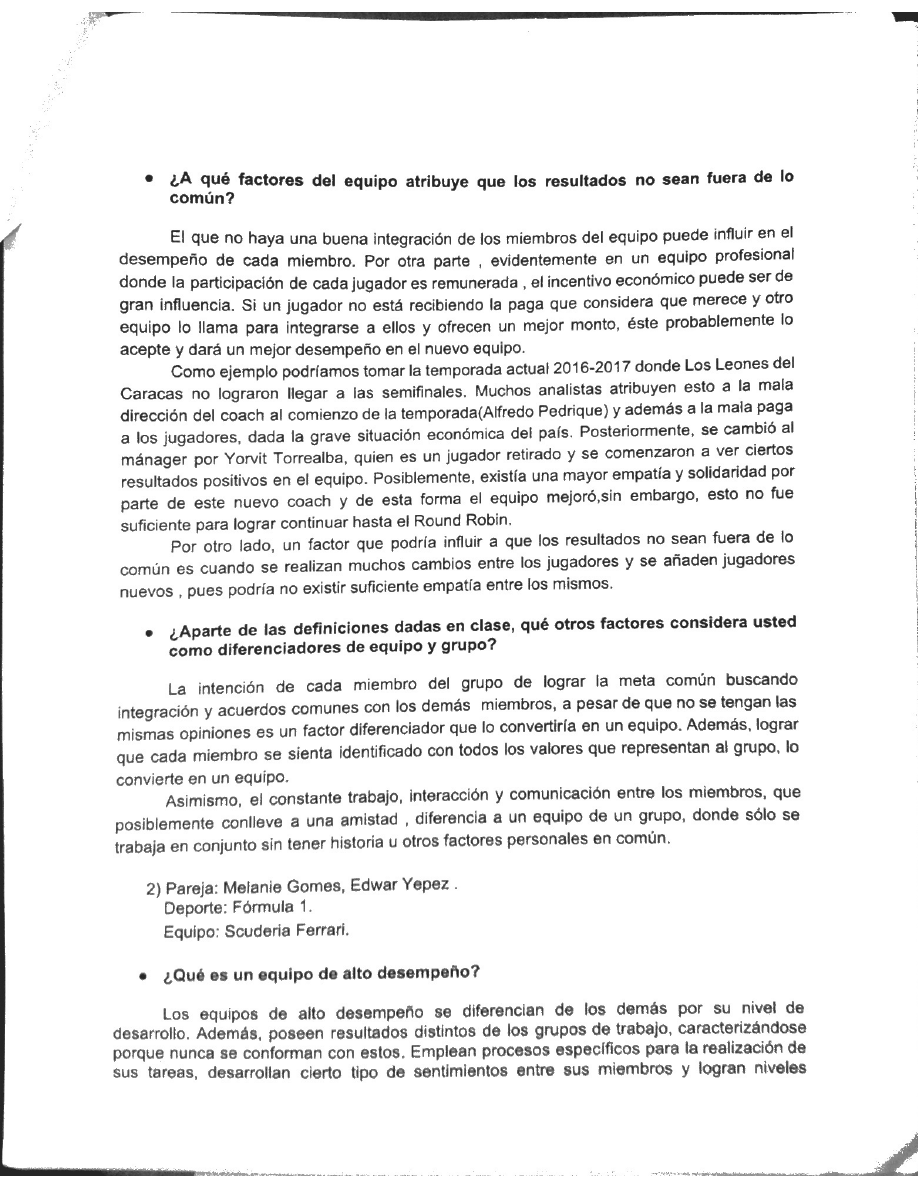 • ¿A qué factores del equipo atribuye que los resultados no sean fuera de lo
común?
El que no haya una buena integración de los miembros del equipo puede influir en el
desempeño de cada miembro. Por otra parte , evidentemente en un equipo profesional
donde la participación de cada jugador es remunerada , el incentivo económico puede ser de
gran influencia. Si un jugador no está recibiendo la paga que considera que merece y otro
equipo lo llama para integrarse a ellos y ofrecen un mejor monto, éste probablemente lo
acepte y dará un mejor desempeño en el nuevo equipo.
Como ejemplo podríamos tomar la temporada actual 2016-2017 donde Los Leones del
Caracas no lograron llegar a las semifinales. Muchos analistas atribuyen esto a la mala
dirección del coach al comienzo de la temporada(Alfredo Pedrique) y además a la mala paga
a los jugadores, dada la grave situación económica del país. Posteriormente, se cambió al
mánager por Yorvit Torrealba, quien es un jugador retirado y se comenzaron a ver ciertos
resultados positivos en el equipo. Posiblemente, existía una mayor empatía y solidaridad por
parte de este nuevo coach y de esta forma el equipo mejoró,sin embargo, esto no fue
suficiente para lograr continuar hasta el Round Robin.
Por otro lado, un factor que podría influir a que los resultados no sean fuera de lo
común es cuando se realizan muchos cambios entre los jugadores y se añaden jugadores
nuevos , pues podría no existir suficiente empatía entre los mismos.
• ¿Aparte de las definiciones dadas en clase, qué otros factores considera usted
como diferenciadores de equipo y grupo?
La intención de cada miembro del grupo de lograr la meta común buscando
integración y acuerdos comunes con los demás miembros, a pesar de que no se tengan las
mismas opiniones es un factor diferenciador que lo convertiría en un equipo. Además, lograr
que cada miembro se sienta identificado con todos los valores que representan al grupo, lo
convierte en un equipo.
Asimismo, el constante trabajo, interacción y comunicación entre los miembros, que
posiblemente conlleve a una amistad , diferencia a un equipo de un grupo, donde sólo se
trabaja en conjunto sin tener historia u otros factores personales en común.
2) Pareja: Melanie Gomes, Edwar Yepez .
Deporte: Fórmula 1.
Equipo: Scuderia Ferrari.
• ¿Qué es un equipo de alto desempeño?
Los equipos de alto desempeño se diferencian de los demás por su nivel de
desarrollo. Además, poseen resultados distintos de los grupos de trabajo, caracterizándose
porque nunca se conforman con estos. Emplean procesos específicos para la realización de
sus tareas, desarrollan cierto tipo de sentimientos entre sus miembros y logran niveles